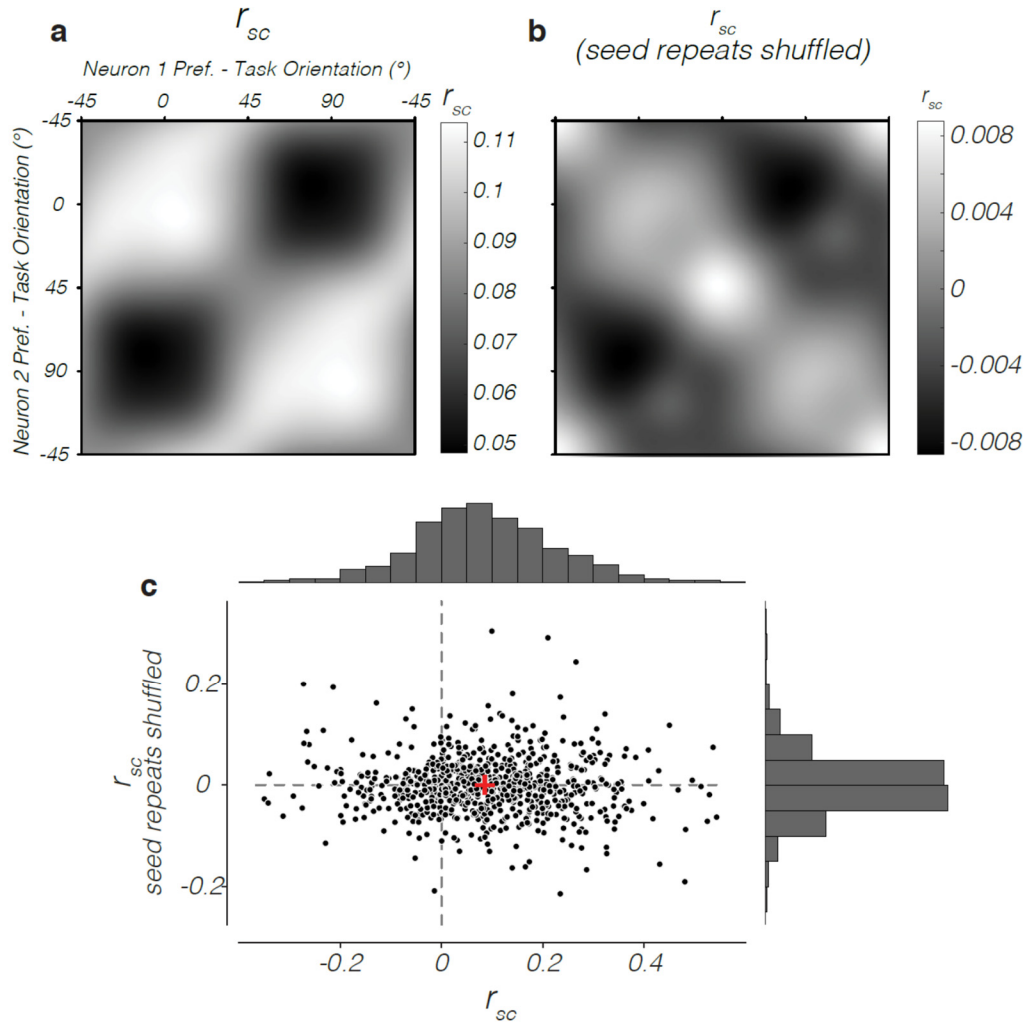 a
r_sc
Neuron 1 Pref. - Task Orientation (°)
-45 0 45 90 -45
Neuron 2 Pref. - Task Orientation (°)
-45
0
45
90
-45
r_sc
0.11
0.1
0.09
0.08
0.07
0.06
0.05
b
r_sc
(seed repeats shuffled)
r_sc
0.008
0.004
0
-0.004
-0.008
c
r_sc
seed repeats shuffled
0.2
0
-0.2
-0.2 0 0.2 0.4
r_sc